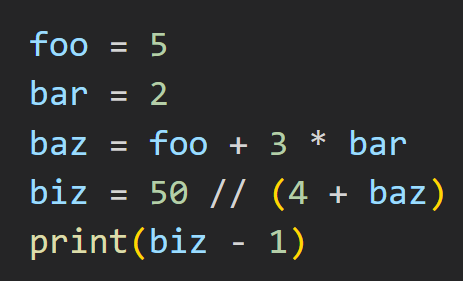 foo = 5
bar = 2
baz = foo + 3 * bar
biz = 50 // (4 + baz)
print(biz - 1)